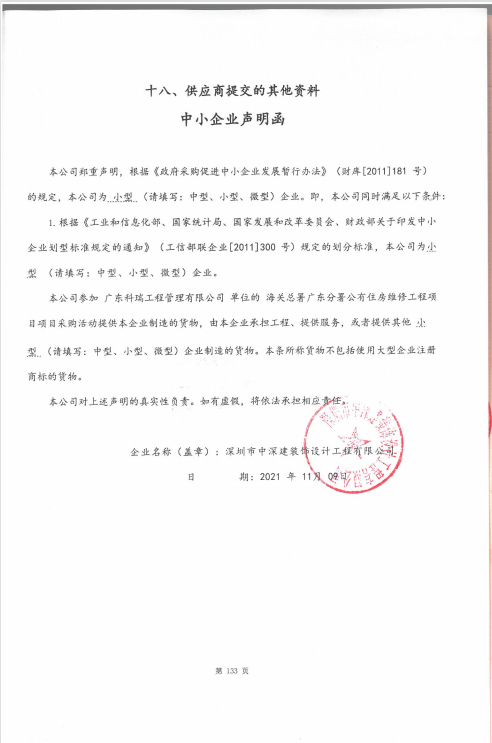 十八、供应商提交的其他资料
中小企业声明函
本公司郑重声明，根据《政府采购促进中小企业发展暂行办法》（财库[2011]181 号）
的规定，本公司为 小型 （请填写：中型、小型、微型）企业。即，本公司同时满足以下条件：
1.根据《工业和信息化部、国家统计局、国家发展和改革委员会、财政部关于印发中小
企业划型标准规定的通知》（工信部联企业[2011]300 号）规定的划分标准，本公司为小
型 （请填写：中型、小型、微型）企业。
本公司参加 广东科瑞工程管理有限公司 单位的 海关总署广东分署公有住房维修工程项
目项目采购活动提供本企业制造的货物，由本企业承担工程、提供服务，或者提供其他 小
型 （请填写：中型、小型、微型）企业制造的货物。本条所称货物不包括使用大型企业注册
商标的货物。
本公司对上述声明的真实性负责。如有虚假，将依法承担相应责任。
企业名称（盖章）：深圳市中深建装饰设计工程有限公司
日 期：2021 年 11月 09日
第 133 页